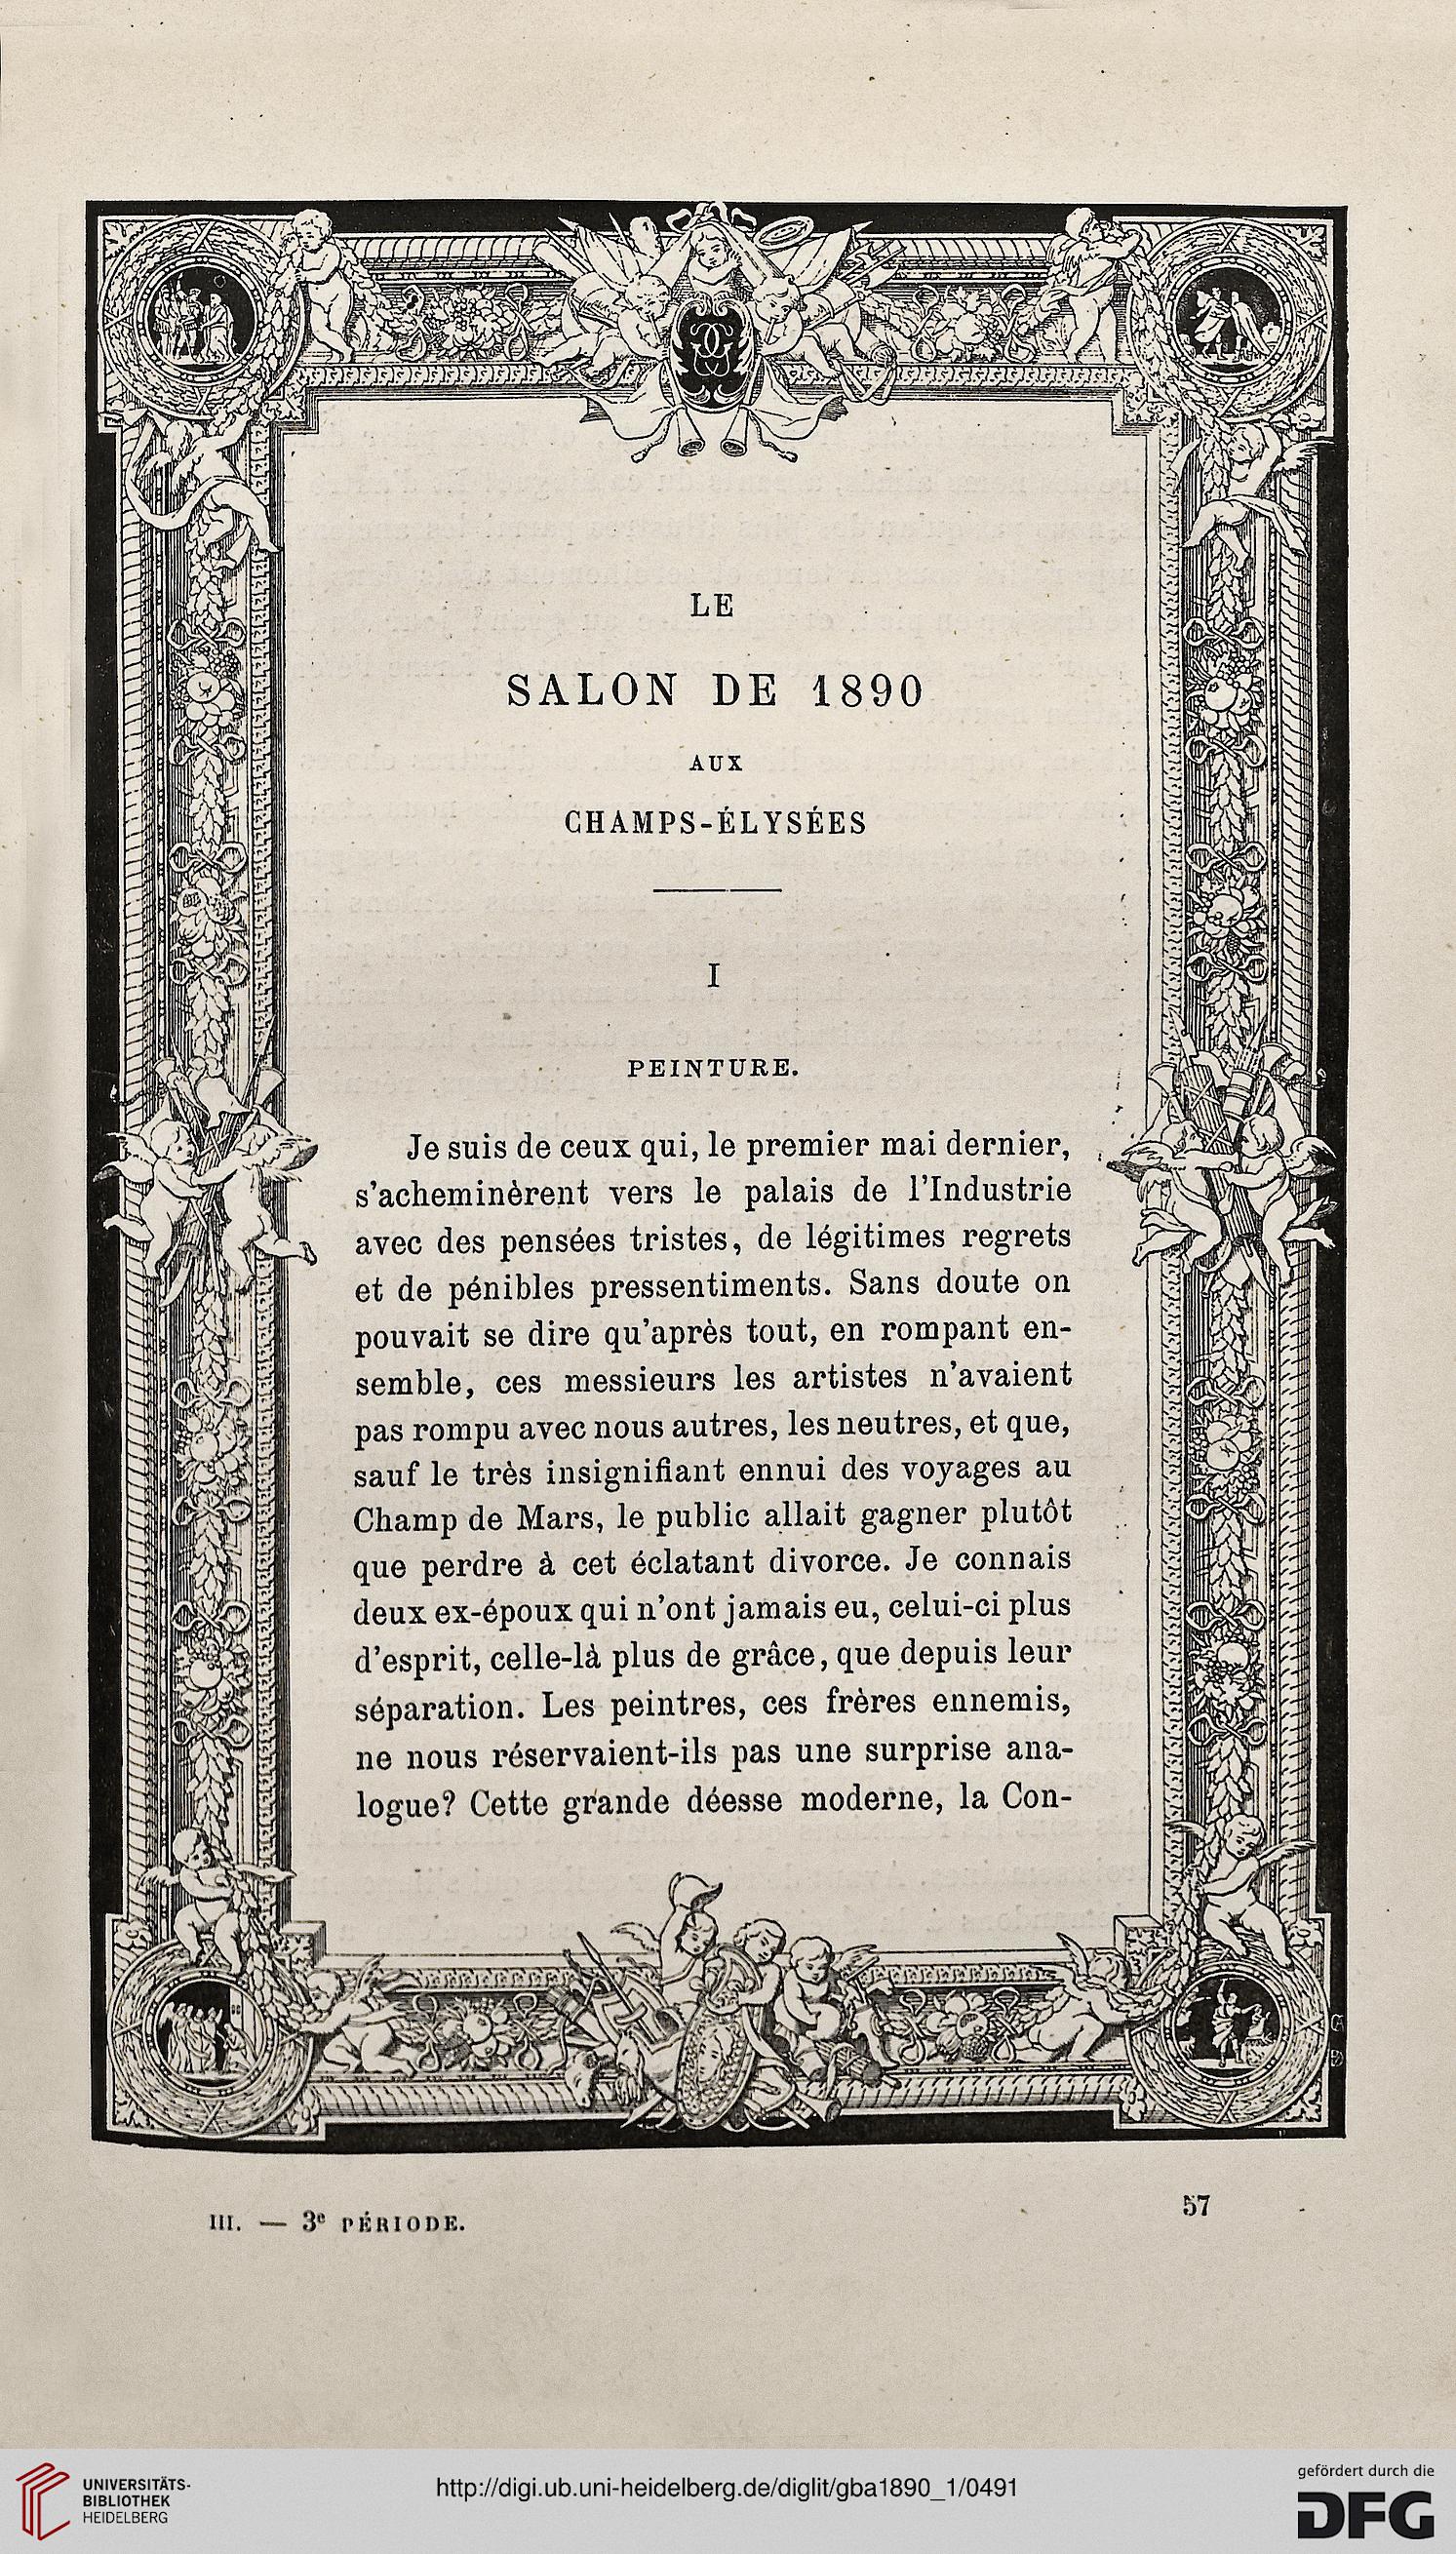 LE
SALON DE 1890
AUX
CHAMPS-ÉLYSÉES
I
PEINTURE.
Je suis de ceux qui, le premier mai dernier,
s'acheminèrent vers le palais de l'Industrie
avec des pensées tristes, de légitimes regrets
et de pénibles pressentiments. Sans doute on
pouvait se dire qu'après tout, en rompant en-
semble, ces messieurs les artistes n'avaient
pas rompu avec nous autres, les neutres, et que,
sauf le très insignifiant ennui des voyages au
Champ de Mars, le public allait gagner plutôt
que perdre à cet éclatant divorce. Je connais
deux ex-époux qui n'ont jamais eu, celui-ci plus
d'esprit, celle-là plus de grâce, que depuis leur
séparation. Les peintres, ces frères ennemis,
ne nous réservaient-ils pas une surprise ana-
logue? Cette grande déesse moderne, la Con-
III. — 3e PÉRIODE.
57
UNIVERSITÄTS-
BIBLIOTHEK
HEIDELBERG
http://digi.ub.uni-heidelberg.de/diglit/gba1890_1/0491
gefördert durch die
DFG